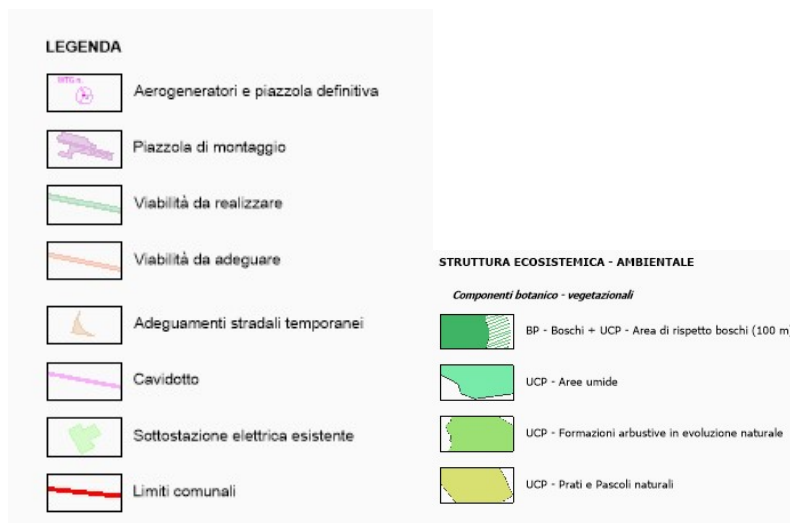 LEGENDA
WTG n
Aerogeneratori e piazzola definitiva
Piazzola di montaggio
Viabilità da realizzare
Viabilità da adeguare
Adeguamenti stradali temporanei
Cavidotto
Sottostazione elettrica esistente
Limiti comunali
STRUTTURA ECOSISTEMICA - AMBIENTALE
Componenti botanico - vegetazionali
BP - Boschi + UCP - Area di rispetto boschi (100 m
UCP - Aree umide
UCP - Formazioni arbustive in evoluzione naturale
UCP - Prati e Pascoli naturali